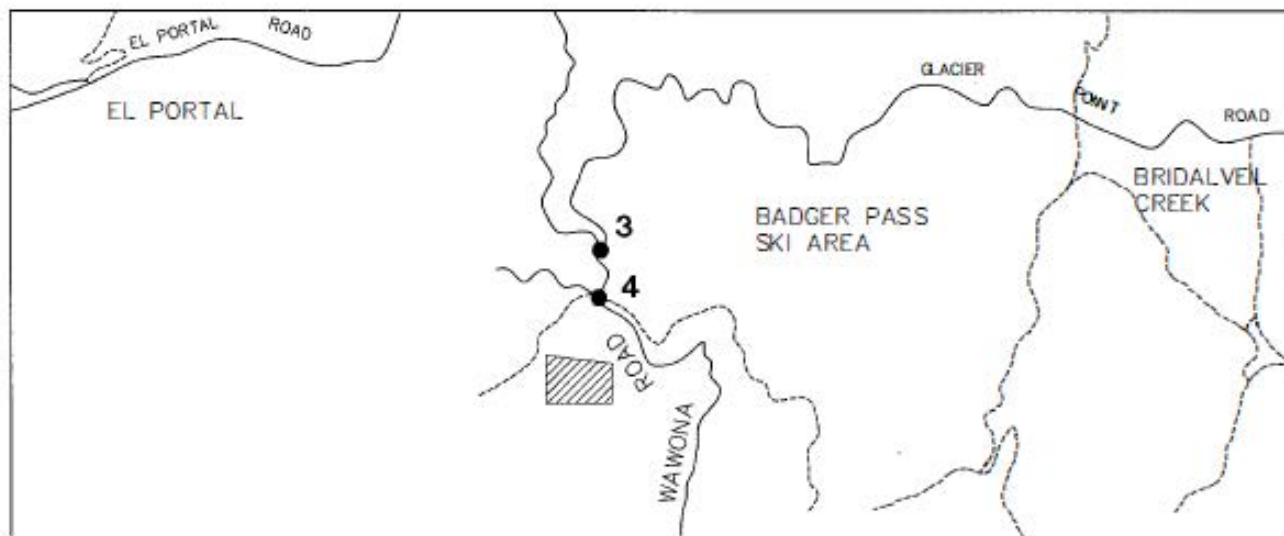 EL PORTAL ROAD
EL PORTAL
GLACIER POINT ROAD
BRIDALVEIL
CREEK
BADGER PASS
SKI AREA
3
4
WAWONA ROAD